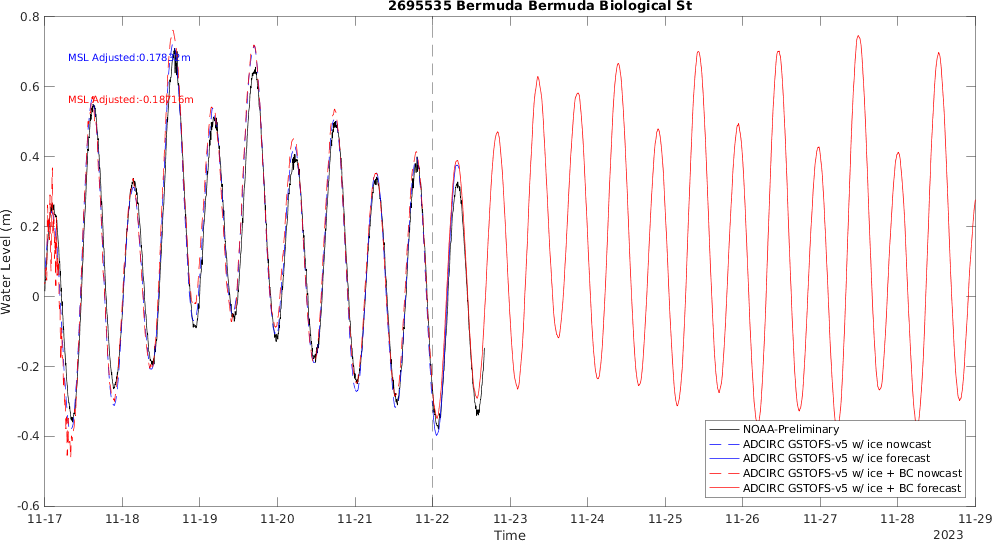 2695535 Bermuda Bermuda Biological St
MSL Adjusted:0.17832m
MSL Adjusted:-0.18716m
Water Level (m)
0.8
0.6
0.4
0.2
0
-0.2
-0.4
-0.6
NOAA-Preliminary
ADCIRC GSTOFS-v5 w/ ice nowcast
ADCIRC GSTOFS-v5 w/ ice forecast
ADCIRC GSTOFS-v5 w/ ice + BC nowcast
ADCIRC GSTOFS-v5 w/ ice + BC forecast
11-17 11-18 11-19 11-20 11-21 11-22 11-23 11-24 11-25 11-26 11-27 11-28 11-29
Time
2023